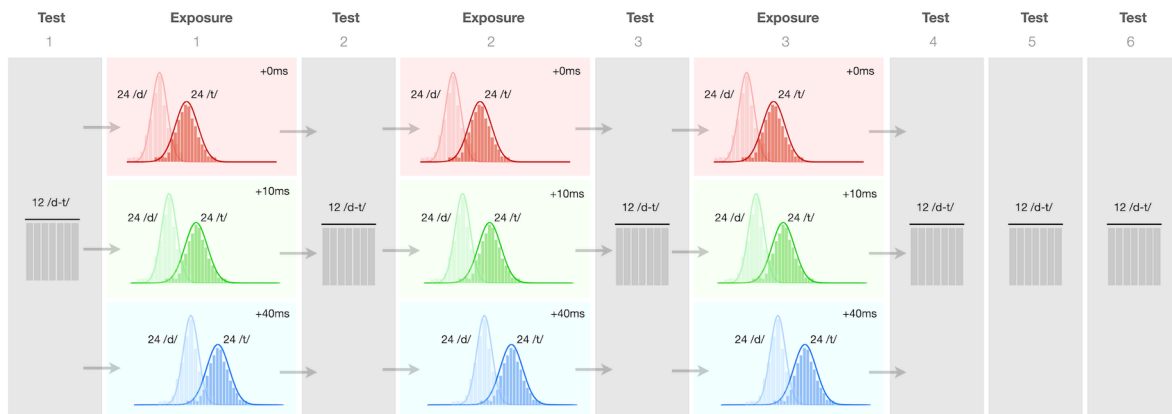 Test Exposure Test Exposure Test Exposure Test Test Test
1 1 2 2 3 3 4 5 6
+0ms +0ms +0ms
24 /d/ 24 /t/ 24 /d/ 24 /t/ 24 /d/ 24 /t/
+10ms +10ms +10ms
12 /d-t/ 24 /d/ 24 /t/ 12 /d-t/ 24 /d/ 24 /t/ 12 /d-t/ 24 /d/ 24 /t/ 12 /d-t/ 12 /d-t/ 12 /d-t/
+40ms +40ms +40ms
24 /d/ 24 /t/ 24 /d/ 24 /t/ 24 /d/ 24 /t/